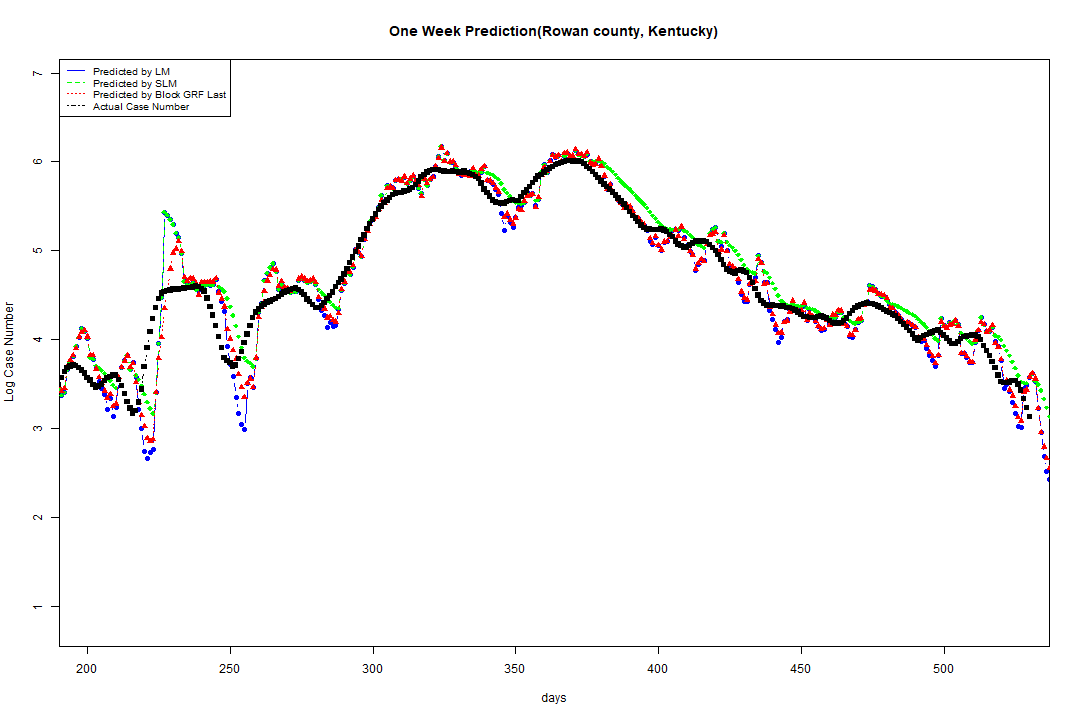 One Week Prediction(Rowan county, Kentucky)
Predicted by LM
Predicted by SLM
Predicted by Block GRF Last
Actual Case Number
7
6
5
4
3
2
1
Log Case Number
200 250 300 350 400 450 500
days